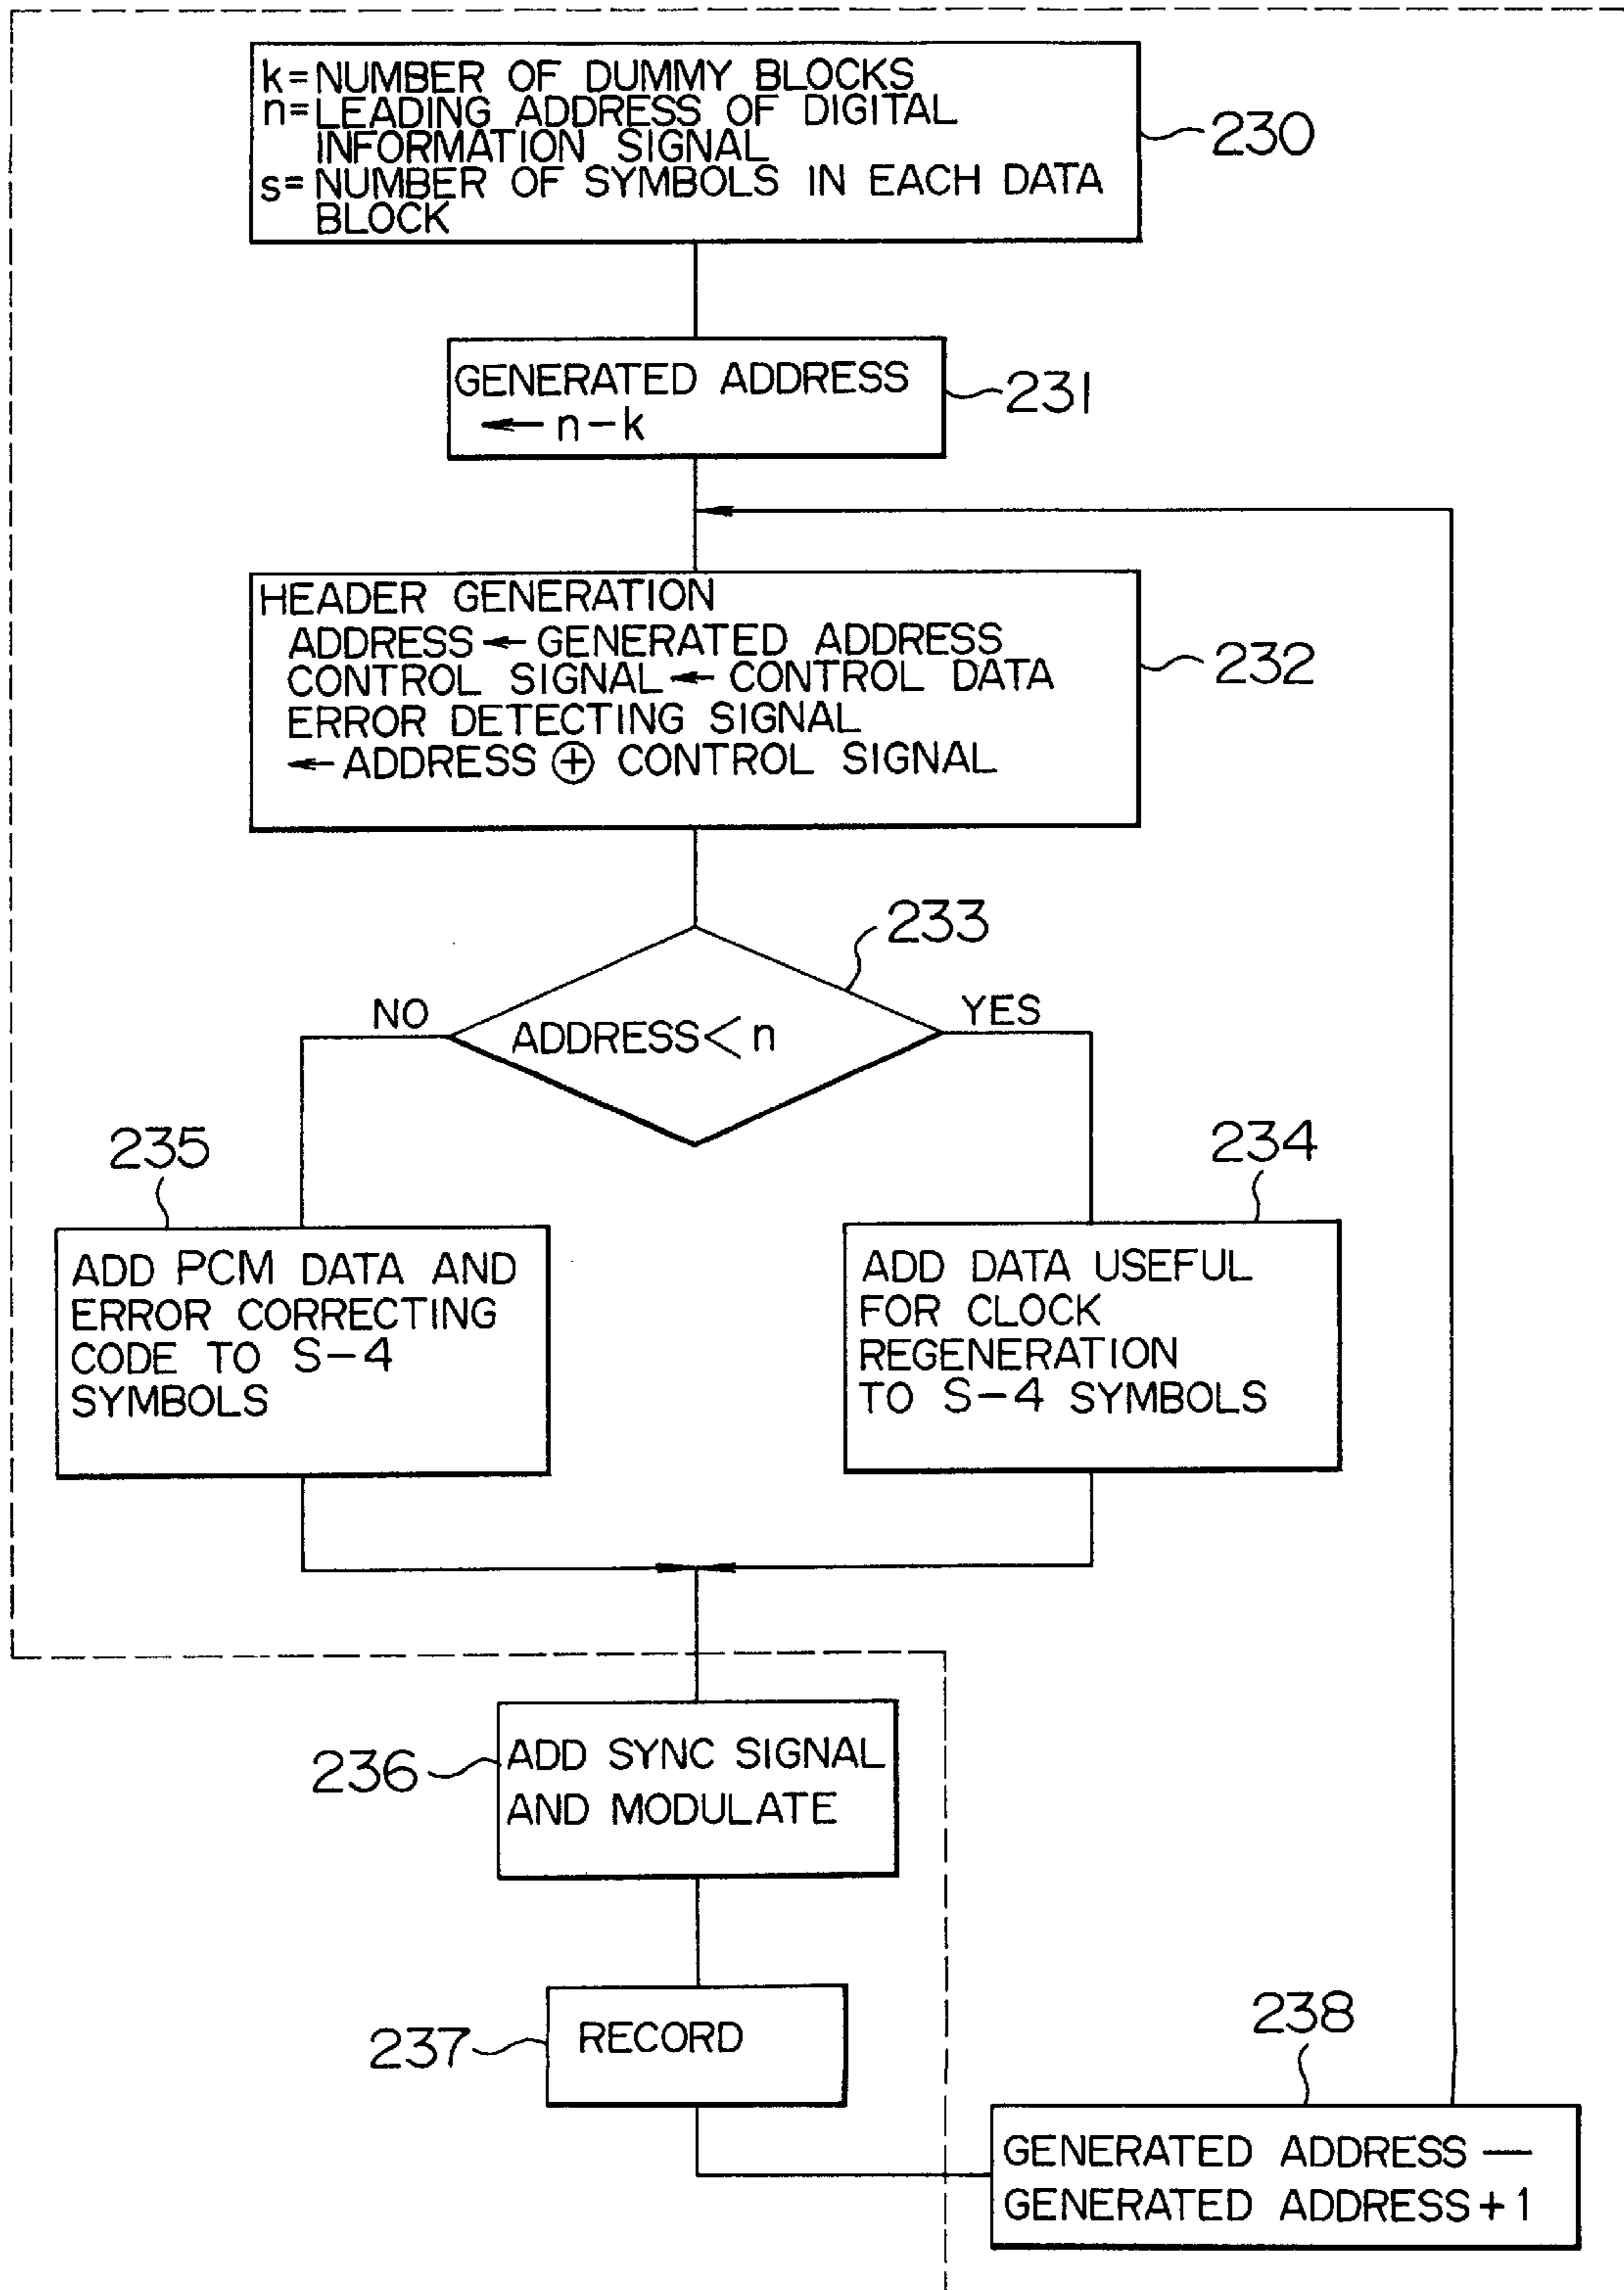 k=NUMBER OF DUMMY BLOCKS
n=LEADING ADDRESS OF DIGITAL
INFORMATION SIGNAL
s=NUMBER OF SYMBOLS IN EACH DATA
BLOCK
230
GENERATED ADDRESS
← n-k
231
HEADER GENERATION
ADDRESS ← GENERATED ADDRESS
CONTROL SIGNAL ← CONTROL DATA
ERROR DETECTING SIGNAL
← ADDRESS ⊕ CONTROL SIGNAL
232
233
NO
ADDRESS < n
YES
235
234
ADD PCM DATA AND
ERROR CORRECTING
CODE TO S-4
SYMBOLS
ADD DATA USEFUL
FOR CLOCK
REGENERATION
TO S-4 SYMBOLS
236
ADD SYNC SIGNAL
AND MODULATE
237
RECORD
238
GENERATED ADDRESS —
GENERATED ADDRESS+1